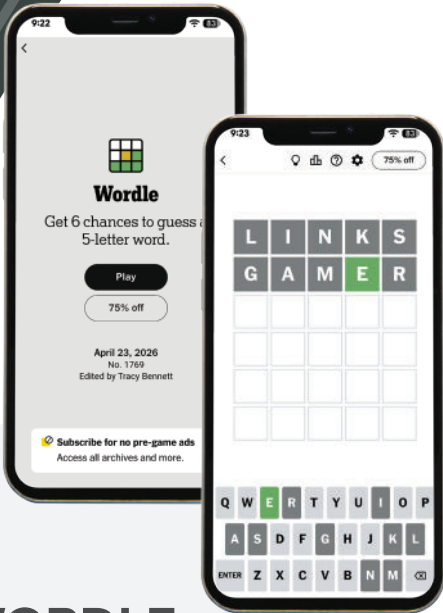 9:22
83
Wordle
Get 6 chances to guess a
5-letter word.
Play
75% off
April 23, 2026
No. 1769
Edited by Tracy Bennett
Subscribe for no pre-game ads
Access all archives and more.
9:23
83
75% off
L I N K S
G A M E R
Q W E R T Y U I O P
A S D F G H J K L
ENTER Z X C V B N M
WORDLE